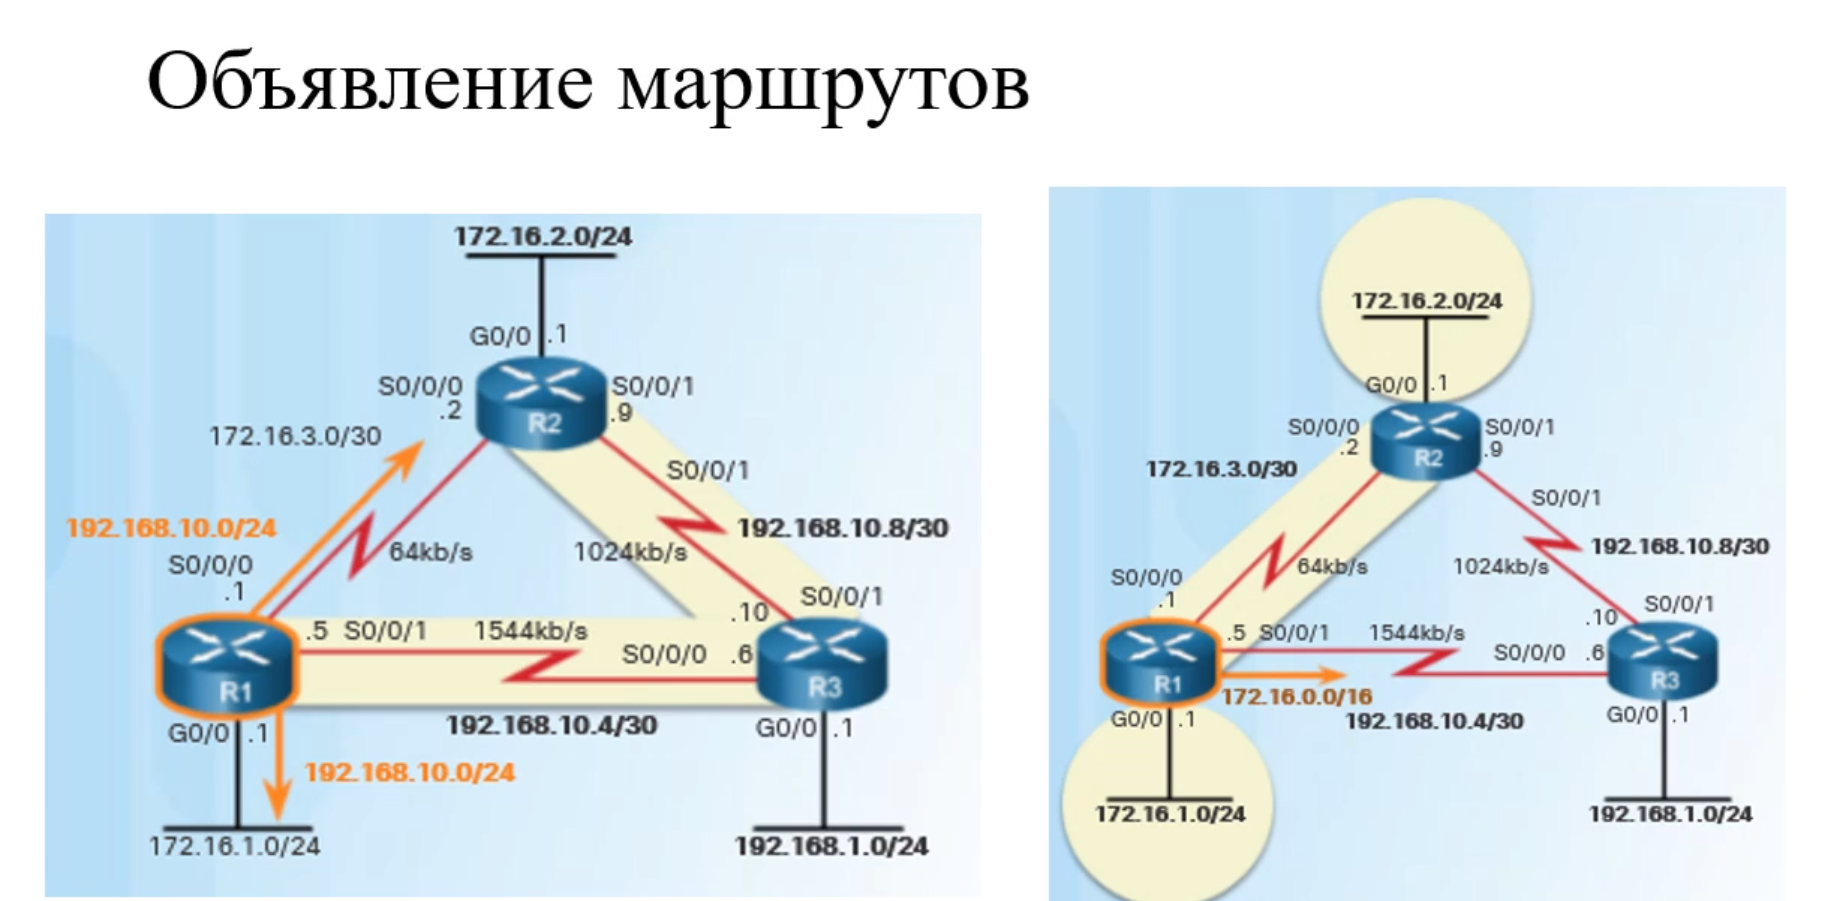 Объявление маршрутов
172.16.2.0/24
G0/0 .1
S0/0/0 S0/0/1
.2 .9
R2
172.16.3.0/30
S0/0/1
192.168.10.0/24 192.168.10.8/30
64kb/s 1024kb/s
S0/0/0
.1
S0/0/1
.10
.5 S0/0/1 1544kb/s
S0/0/0 .6
R1 R3
192.168.10.4/30
G0/0 .1 G0/0 .1
192.168.10.0/24
172.16.1.0/24 192.168.1.0/24
172.16.2.0/24
G0/0 .1
S0/0/0 S0/0/1
.2 .9
R2
172.16.3.0/30
S0/0/1
192.168.10.8/30
64kb/s 1024kb/s
S0/0/0
.1
S0/0/1
.10
.5 S0/0/1 1544kb/s
S0/0/0 .6
R1 R3
172.16.0.0/16
G0/0 .1 192.168.10.4/30 G0/0 .1
172.16.1.0/24 192.168.1.0/24